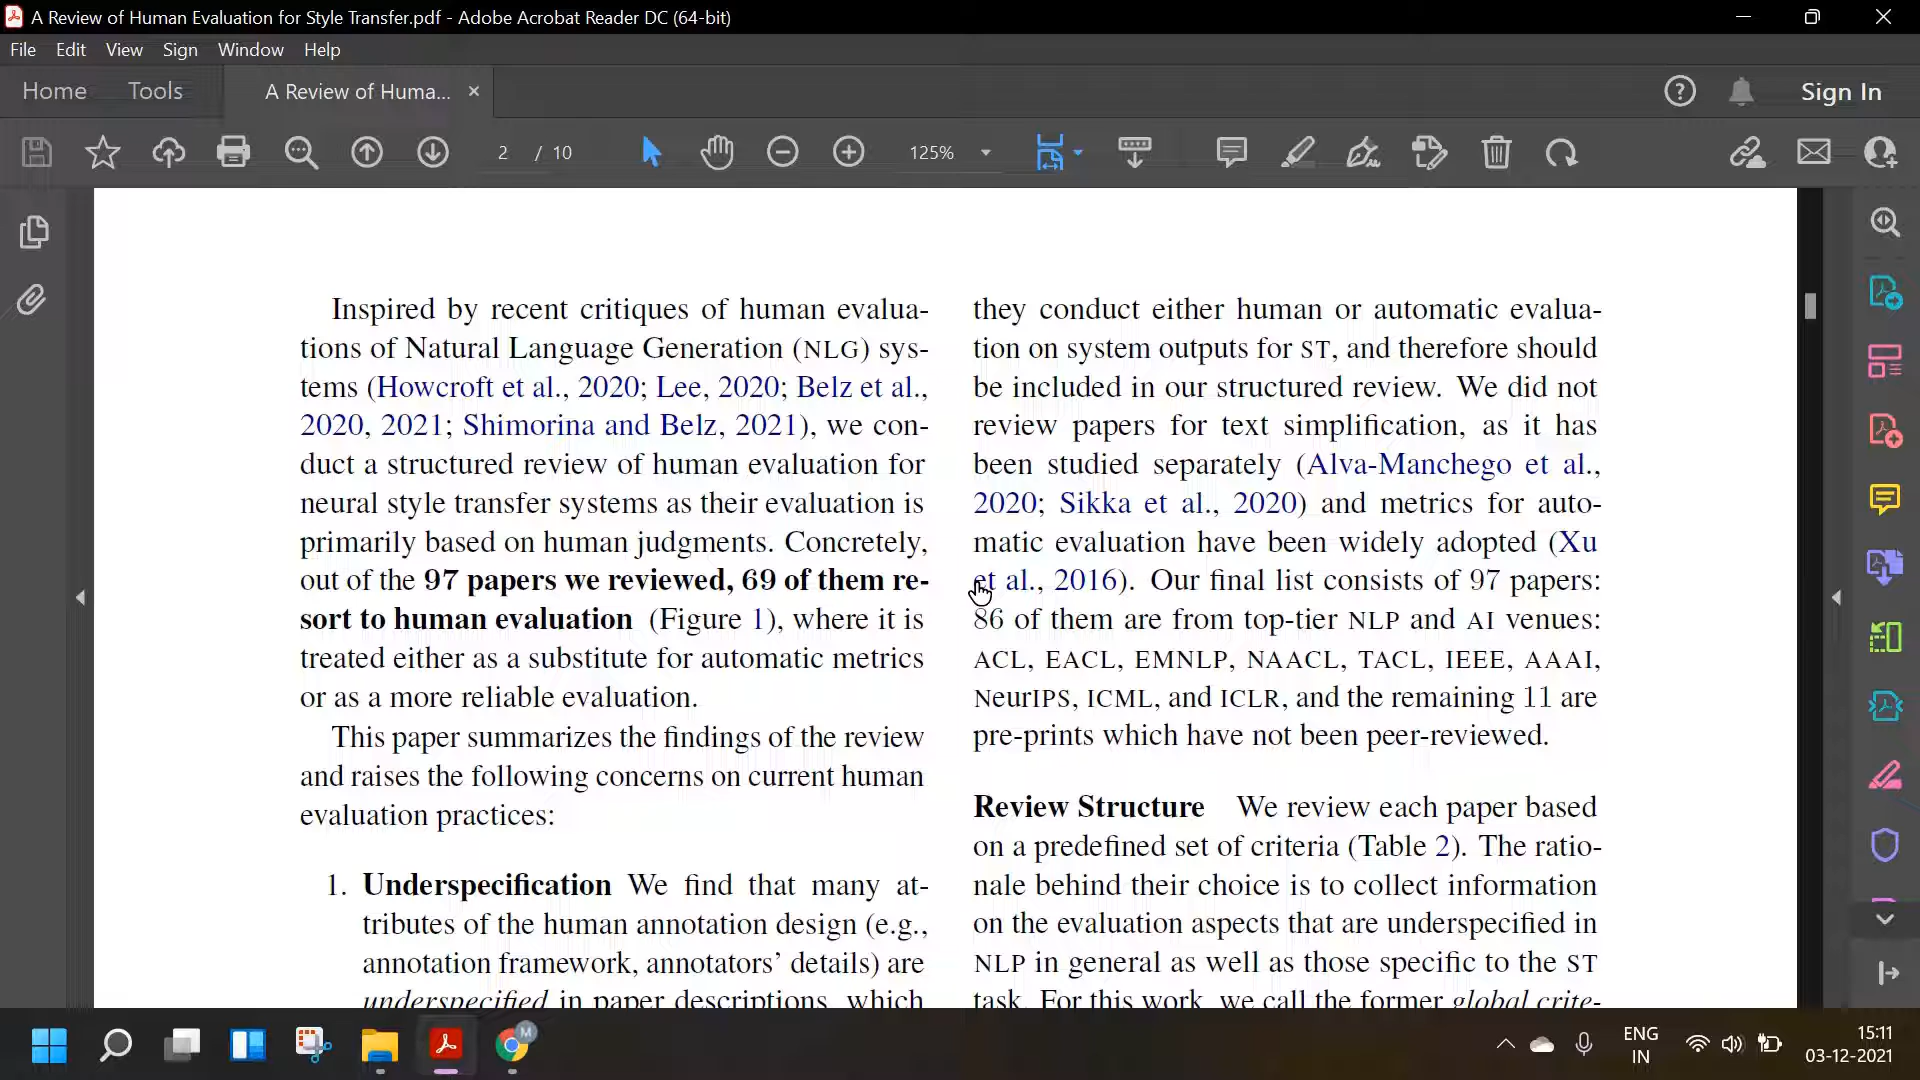 A Review of Human Evaluation for Style Transfer.pdf - Adobe Acrobat Reader DC (64-bit)
File Edit View Sign Window Help
Home Tools A Review of Huma... × Sign In
2 / 10 125%
Inspired by recent critiques of human evalua-
tions of Natural Language Generation (NLG) sys-
tems (Howcroft et al., 2020; Lee, 2020; Belz et al.,
2020, 2021; Shimorina and Belz, 2021), we con-
duct a structured review of human evaluation for
neural style transfer systems as their evaluation is
primarily based on human judgments. Concretely,
out of the 97 papers we reviewed, 69 of them re-
sort to human evaluation (Figure 1), where it is
treated either as a substitute for automatic metrics
or as a more reliable evaluation.
This paper summarizes the findings of the review
and raises the following concerns on current human
evaluation practices:
1. Underspecification We find that many at-
tributes of the human annotation design (e.g.,
annotation framework, annotators' details) are
underspecified in paper descriptions, which
they conduct either human or automatic evalua-
tion on system outputs for ST, and therefore should
be included in our structured review. We did not
review papers for text simplification, as it has
been studied separately (Alva-Manchego et al.,
2020; Sikka et al., 2020) and metrics for auto-
matic evaluation have been widely adopted (Xu
et al., 2016). Our final list consists of 97 papers:
86 of them are from top-tier NLP and AI venues:
ACL, EACL, EMNLP, NAACL, TACL, IEEE, AAAI,
NeurIPS, ICML, and ICLR, and the remaining 11 are
pre-prints which have not been peer-reviewed.
Review Structure We review each paper based
on a predefined set of criteria (Table 2). The ratio-
nale behind their choice is to collect information
on the evaluation aspects that are underspecified in
NLP in general as well as those specific to the ST
task. For this work, we call the former global crite-
M
ENG
IN
15:11
03-12-2021